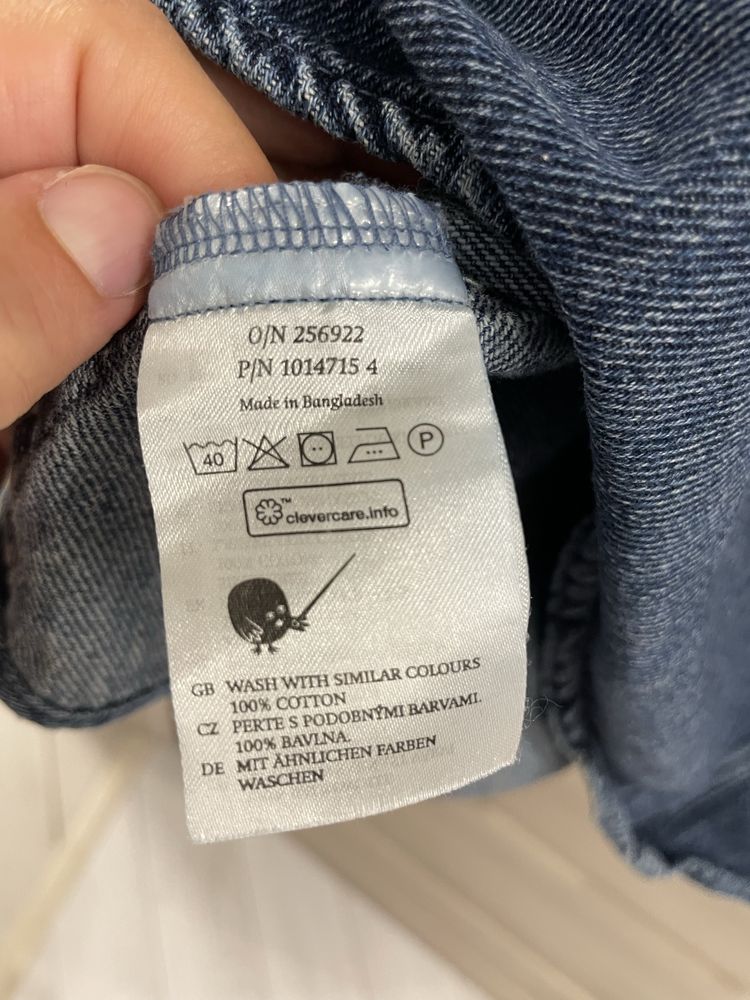 O/N 256922
P/N 1014715 4
Made in Bangladesh
40 P
™
clevercare.info
GB WASH WITH SIMILAR COLOURS
100% COTTON
CZ PERTE S PODOBNÝMI BARVAMI.
100% BAVLNA.
DE MIT ÄHNLICHEN FARBEN
WASCHEN